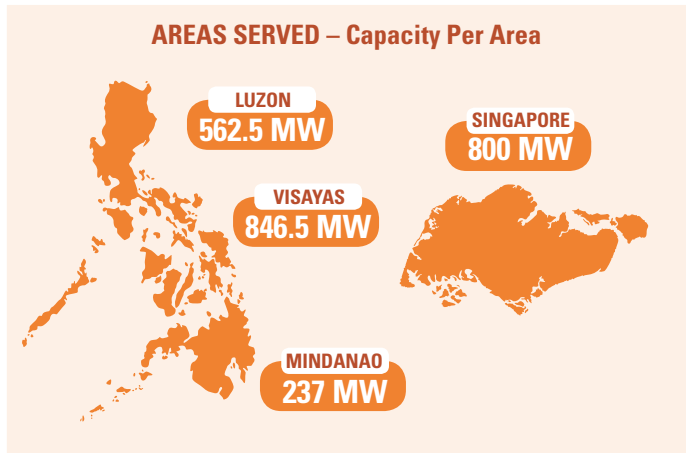 AREAS SERVED – Capacity Per Area
LUZON
562.5 MW
SINGAPORE
800 MW
VISAYAS
846.5 MW
MINDANAO
237 MW